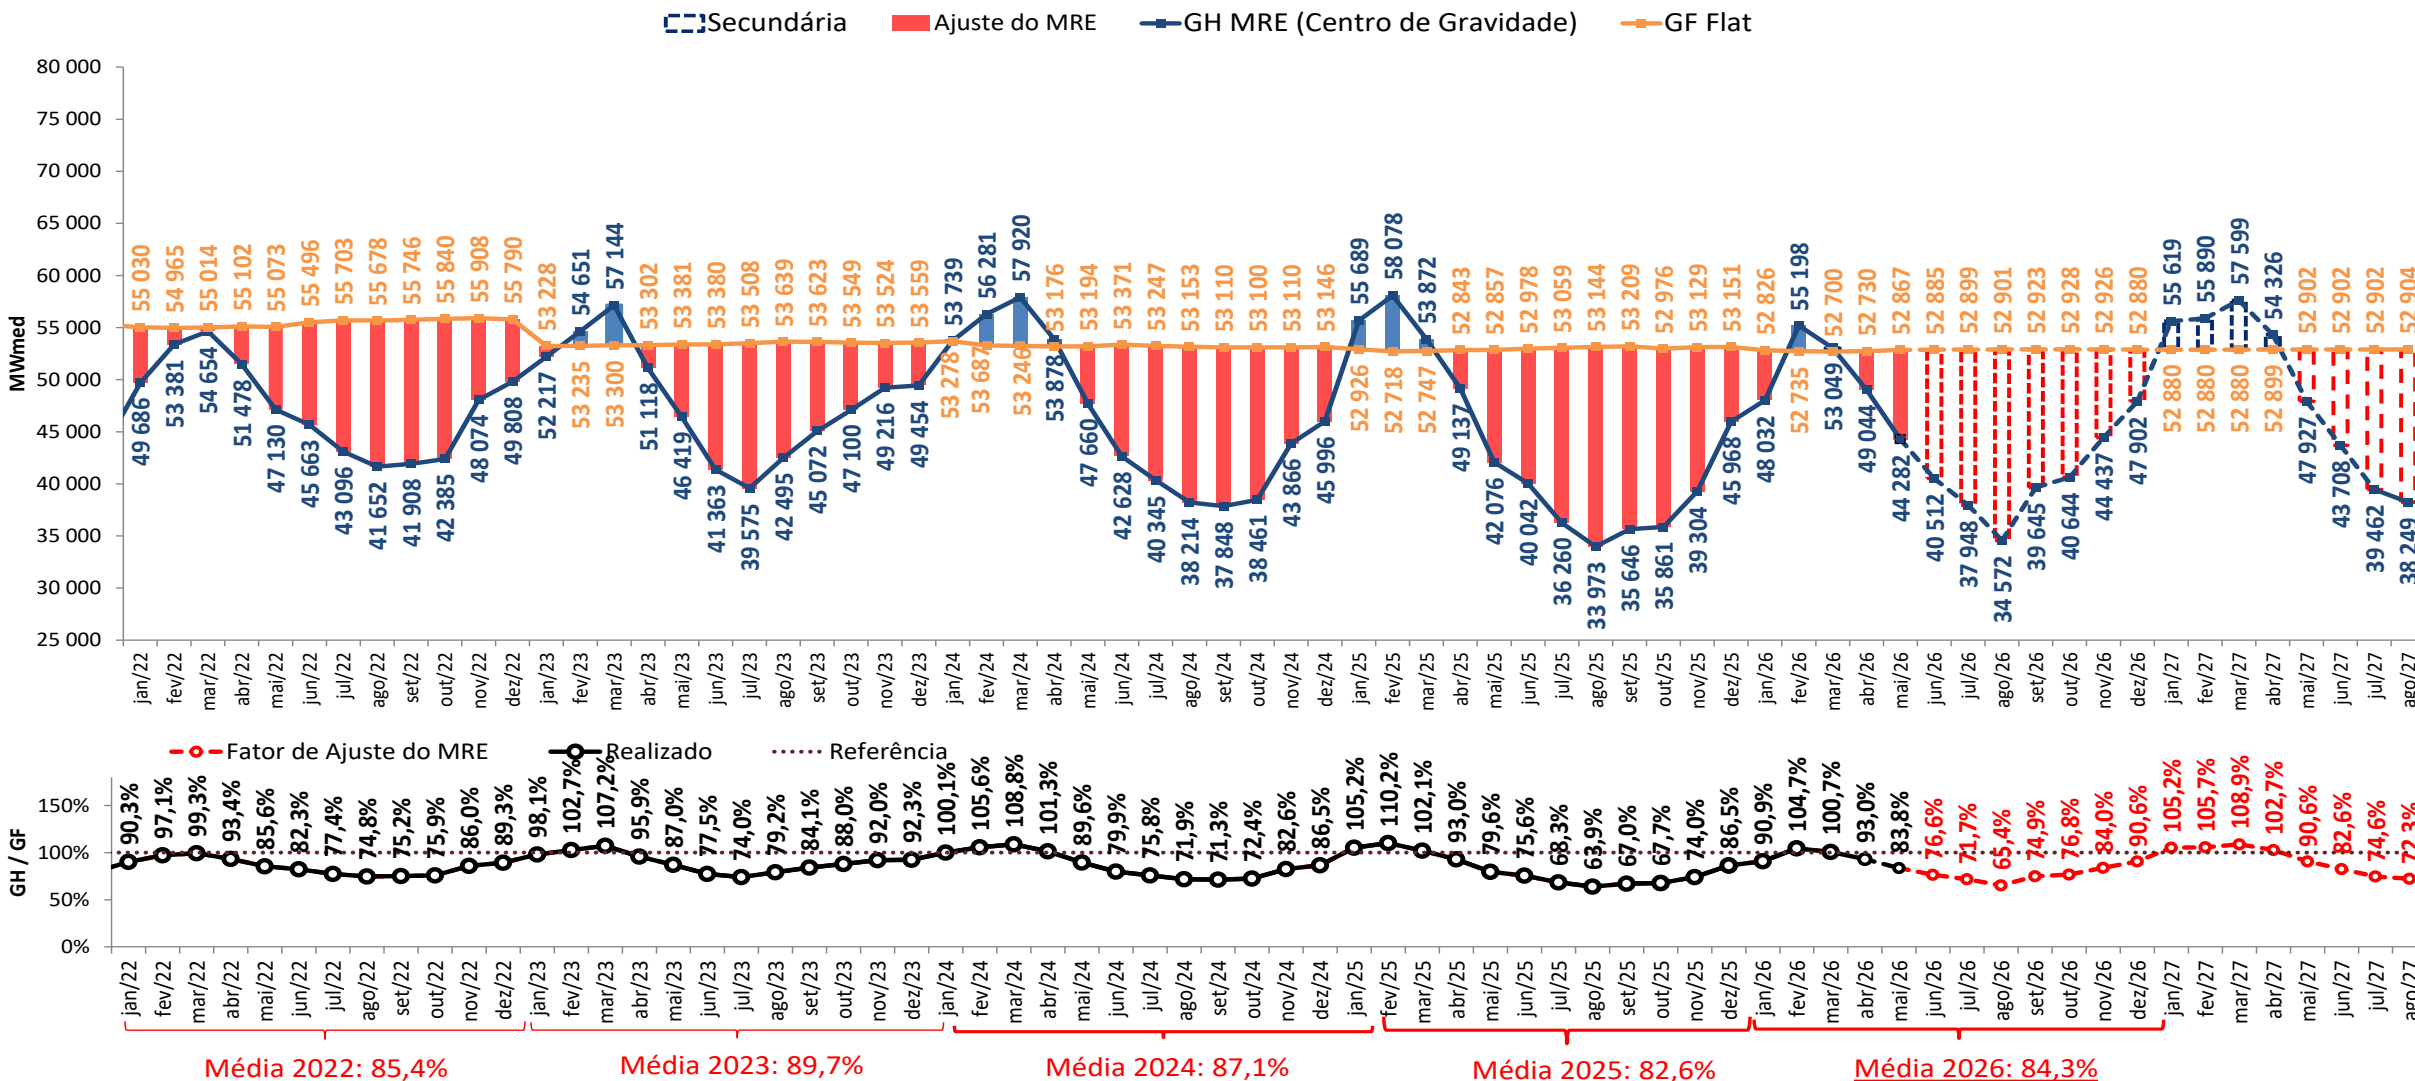 Secundária Ajuste do MRE GH MRE (Centro de Gravidade) GF Flat
MWmed
80 000
75 000
70 000
65 000
60 000
55 000
50 000
45 000
40 000
35 000
30 000
25 000
55 030 54 965 55 014 55 102 55 073 55 496 55 703 55 678 55 746 55 840 55 908 55 790 53 228 53 235 53 300 53 302 53 381 53 380 53 508 53 639 53 623 53 549 53 524 53 559 53 278 53 687 53 246 53 176 53 194 53 371 53 247 53 153 53 110 53 100 53 110 53 146 52 926 52 718 52 747 52 843 52 857 52 978 53 059 53 144 53 209 52 976 53 129 53 151 52 826 52 735 52 700 52 730 52 867 52 885 52 899 52 901 52 923 52 928 52 926 52 880 52 880 52 880 52 880 52 899 52 902 52 902 52 902 52 904
49 686 53 381 54 654 51 478 47 130 45 663 43 096 41 652 41 908 42 385 48 074 49 808 52 217 54 651 57 144 51 118 46 419 41 363 39 575 42 495 45 072 47 100 49 216 49 454 53 739 56 281 57 920 53 878 47 660 42 628 40 345 38 214 37 848 38 461 43 866 45 996 55 689 58 078 53 872 49 137 42 076 40 042 36 260 33 973 35 646 35 861 39 304 45 968 48 032 55 198 53 049 49 044 44 282 40 512 37 948 34 572 39 645 40 644 44 437 47 902 55 619 55 890 57 599 54 326 47 927 43 708 39 462 38 249
jan/22 fev/22 mar/22 abr/22 mai/22 jun/22 jul/22 ago/22 set/22 out/22 nov/22 dez/22 jan/23 fev/23 mar/23 abr/23 mai/23 jun/23 jul/23 ago/23 set/23 out/23 nov/23 dez/23 jan/24 fev/24 mar/24 abr/24 mai/24 jun/24 jul/24 ago/24 set/24 out/24 nov/24 dez/24 jan/25 fev/25 mar/25 abr/25 mai/25 jun/25 jul/25 ago/25 set/25 out/25 nov/25 dez/25 jan/26 fev/26 mar/26 abr/26 mai/26 jun/26 jul/26 ago/26 set/26 out/26 nov/26 dez/26 jan/27 fev/27 mar/27 abr/27 mai/27 jun/27 jul/27 ago/27
Fator de Ajuste do MRE Realizado Referência
GH / GF
150%
100%
50%
0%
90,3% 97,1% 99,3% 93,4% 85,6% 82,3% 77,4% 74,8% 75,2% 75,9% 86,0% 89,3% 98,1% 102,7% 107,2% 95,9% 87,0% 77,5% 74,0% 79,2% 84,1% 88,0% 92,0% 92,3% 100,1% 105,6% 108,8% 101,3% 89,6% 79,9% 75,8% 71,9% 71,3% 72,4% 82,6% 86,5% 105,2% 110,2% 102,1% 93,0% 79,6% 75,6% 68,3% 63,9% 67,0% 67,7% 74,0% 86,5% 90,9% 104,7% 100,7% 93,0% 83,8% 76,6% 71,7% 65,4% 74,9% 76,8% 84,0% 90,6% 105,2% 105,7% 108,9% 102,7% 90,6% 82,6% 74,6% 72,3%
jan/22 fev/22 mar/22 abr/22 mai/22 jun/22 jul/22 ago/22 set/22 out/22 nov/22 dez/22 jan/23 fev/23 mar/23 abr/23 mai/23 jun/23 jul/23 ago/23 set/23 out/23 nov/23 dez/23 jan/24 fev/24 mar/24 abr/24 mai/24 jun/24 jul/24 ago/24 set/24 out/24 nov/24 dez/24 jan/25 fev/25 mar/25 abr/25 mai/25 jun/25 jul/25 ago/25 set/25 out/25 nov/25 dez/25 jan/26 fev/26 mar/26 abr/26 mai/26 jun/26 jul/26 ago/26 set/26 out/26 nov/26 dez/26 jan/27 fev/27 mar/27 abr/27 mai/27 jun/27 jul/27 ago/27
Média 2022: 85,4% Média 2023: 89,7% Média 2024: 87,1% Média 2025: 82,6% Média 2026: 84,3%